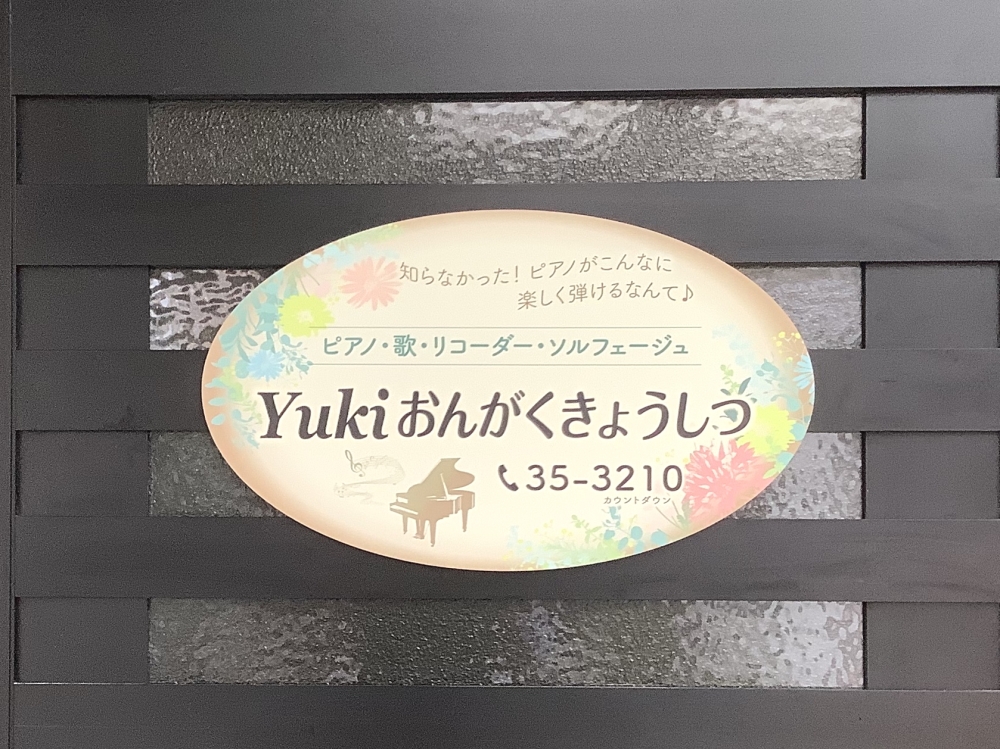 知らなかった！ ピアノがこんなに
楽しく弾けるなんて♪
ピアノ・歌・リコーダー・ソルフェージュ
Yukiおんがくきょうしつ
35-3210
カウントダウン